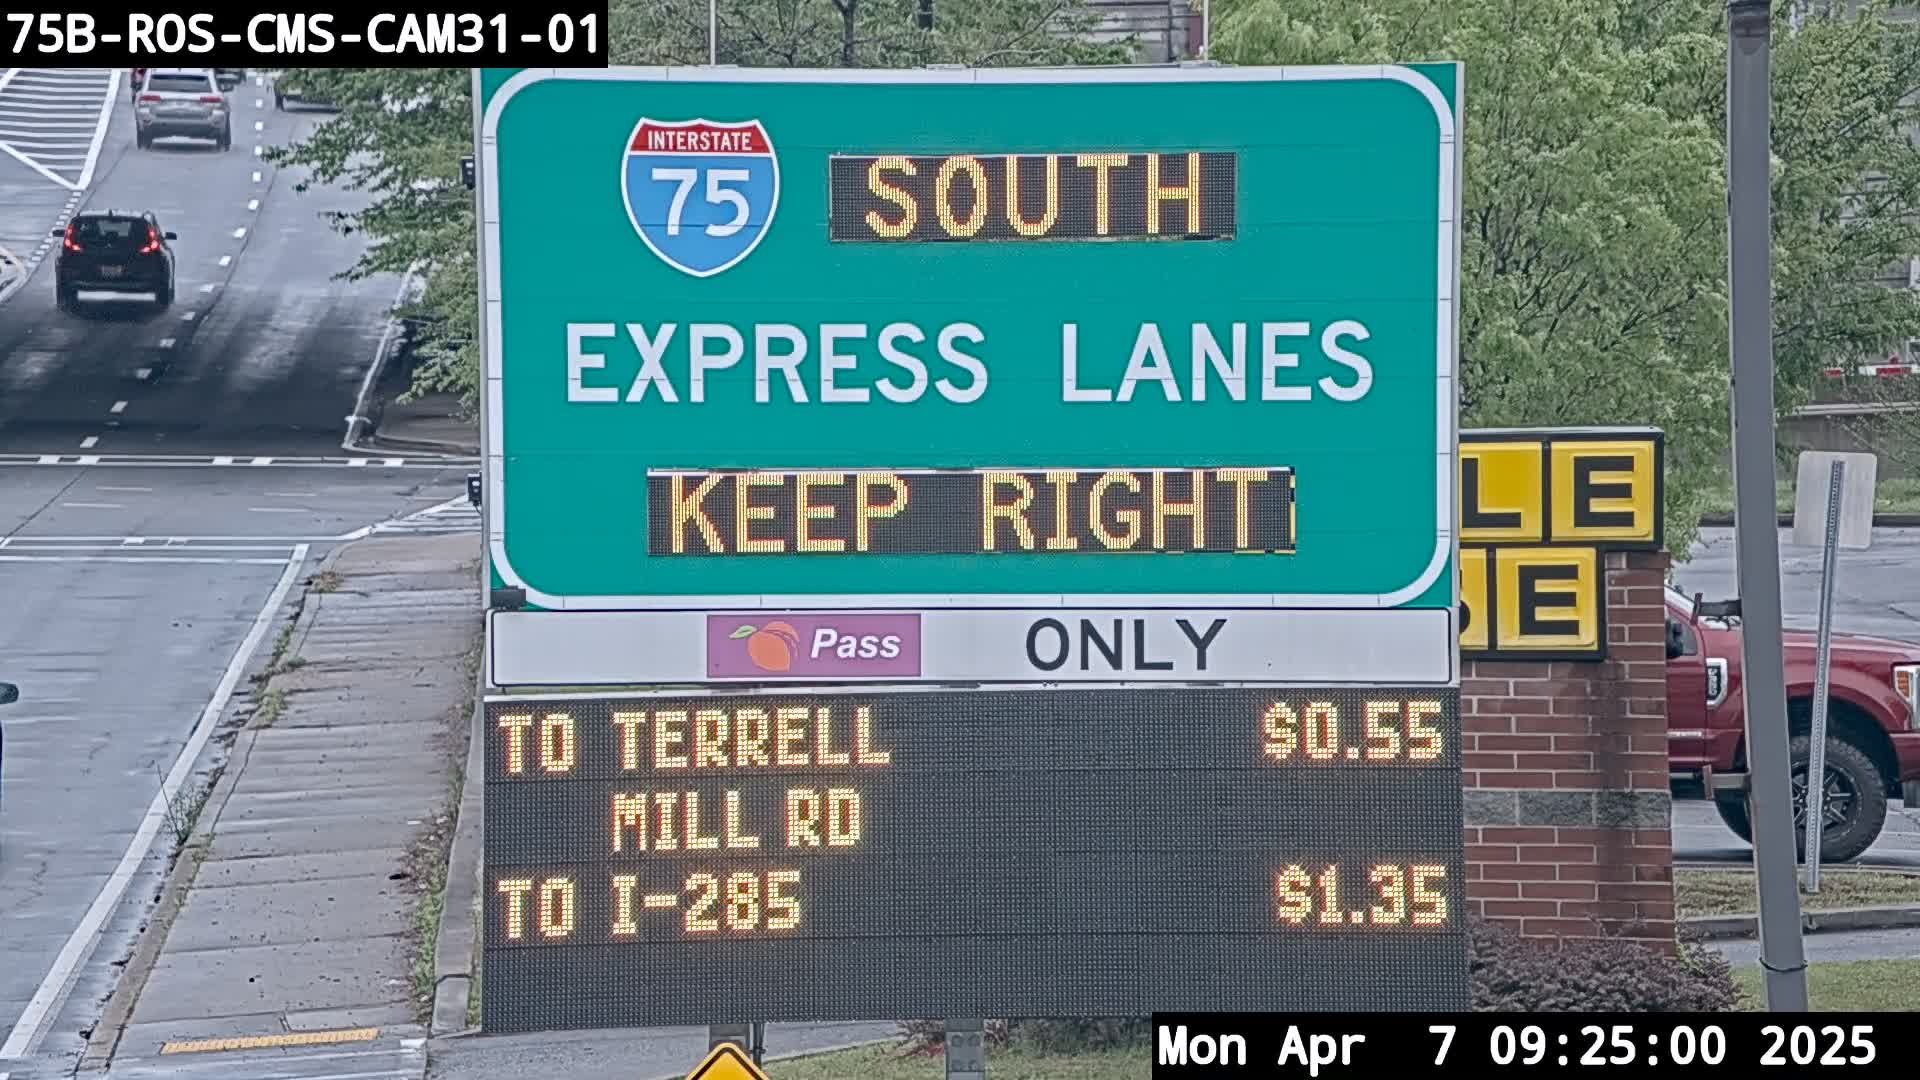 75B-ROS-CMS-CAM31-01
INTERSTATE
75
SOUTH
EXPRESS LANES
KEEP RIGHT
Pass ONLY
TO TERRELL $0.55
MILL RD
TO I-285 $1.35
LE
E
Mon Apr 7 09:25:00 2025